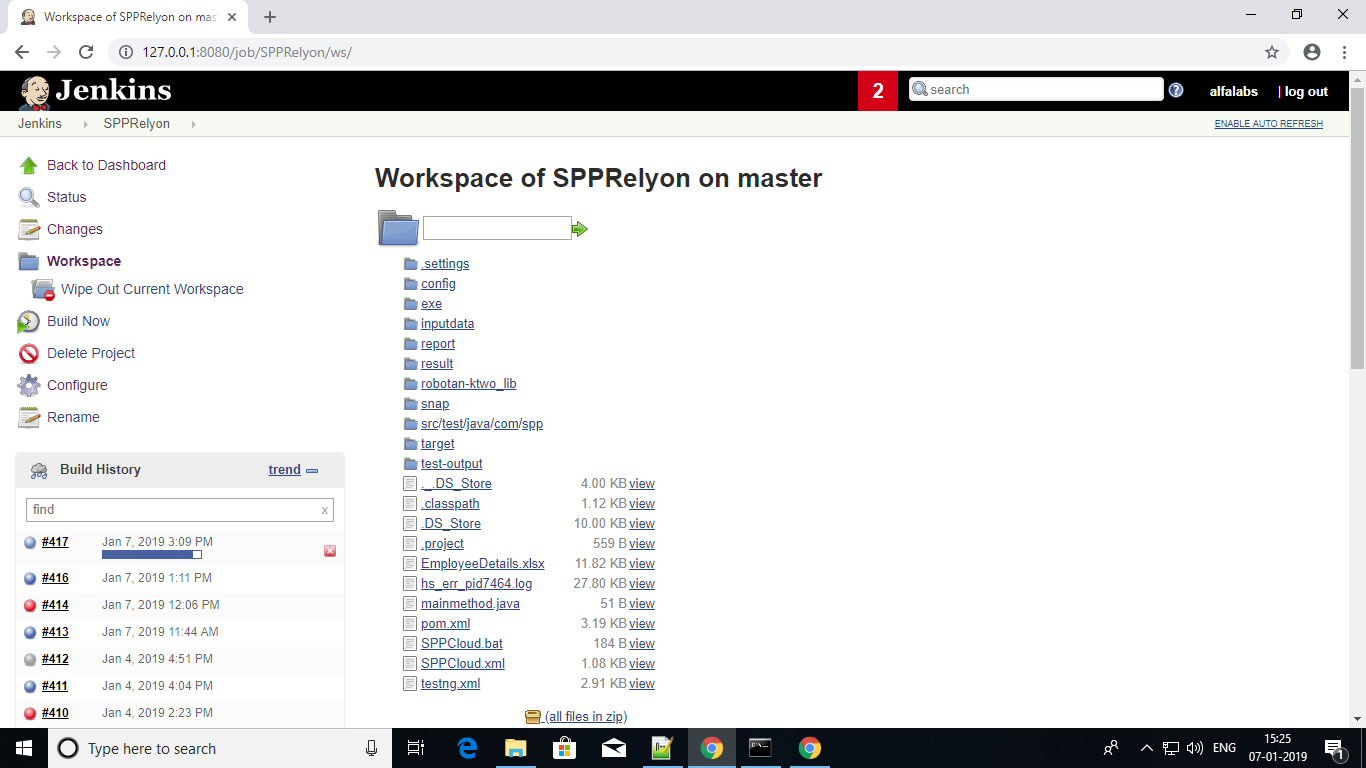 Workspace of SPPRelyon on mas
127.0.0.1:8080/job/SPPRelyon/ws/
Jenkins
2
search
?
alfalabs
| log out
Jenkins
SPPRelyon
ENABLE AUTO REFRESH
Back to Dashboard
Status
Changes
Workspace
Wipe Out Current Workspace
Build Now
Delete Project
Configure
Rename
Build History
trend
find
x
#417 Jan 7, 2019 3:09 PM
#416 Jan 7, 2019 1:11 PM
#414 Jan 7, 2019 12:06 PM
#413 Jan 7, 2019 11:44 AM
#412 Jan 4, 2019 4:51 PM
#411 Jan 4, 2019 4:04 PM
#410 Jan 4, 2019 2:23 PM
Workspace of SPPRelyon on master
.settings
config
exe
inputdata
report
result
robotan-ktwo_lib
snap
src/test/java/com/spp
target
test-output
._.DS_Store 4.00 KB view
.classpath 1.12 KB view
.DS_Store 10.00 KB view
.project 559 B view
EmployeeDetails.xlsx 11.82 KB view
hs_err_pid7464.log 27.80 KB view
mainmethod.java 51 B view
pom.xml 3.19 KB view
SPPCloud.bat 184 B view
SPPCloud.xml 1.08 KB view
testng.xml 2.91 KB view
(all files in zip)
Type here to search
ENG
15:25
07-01-2019
1